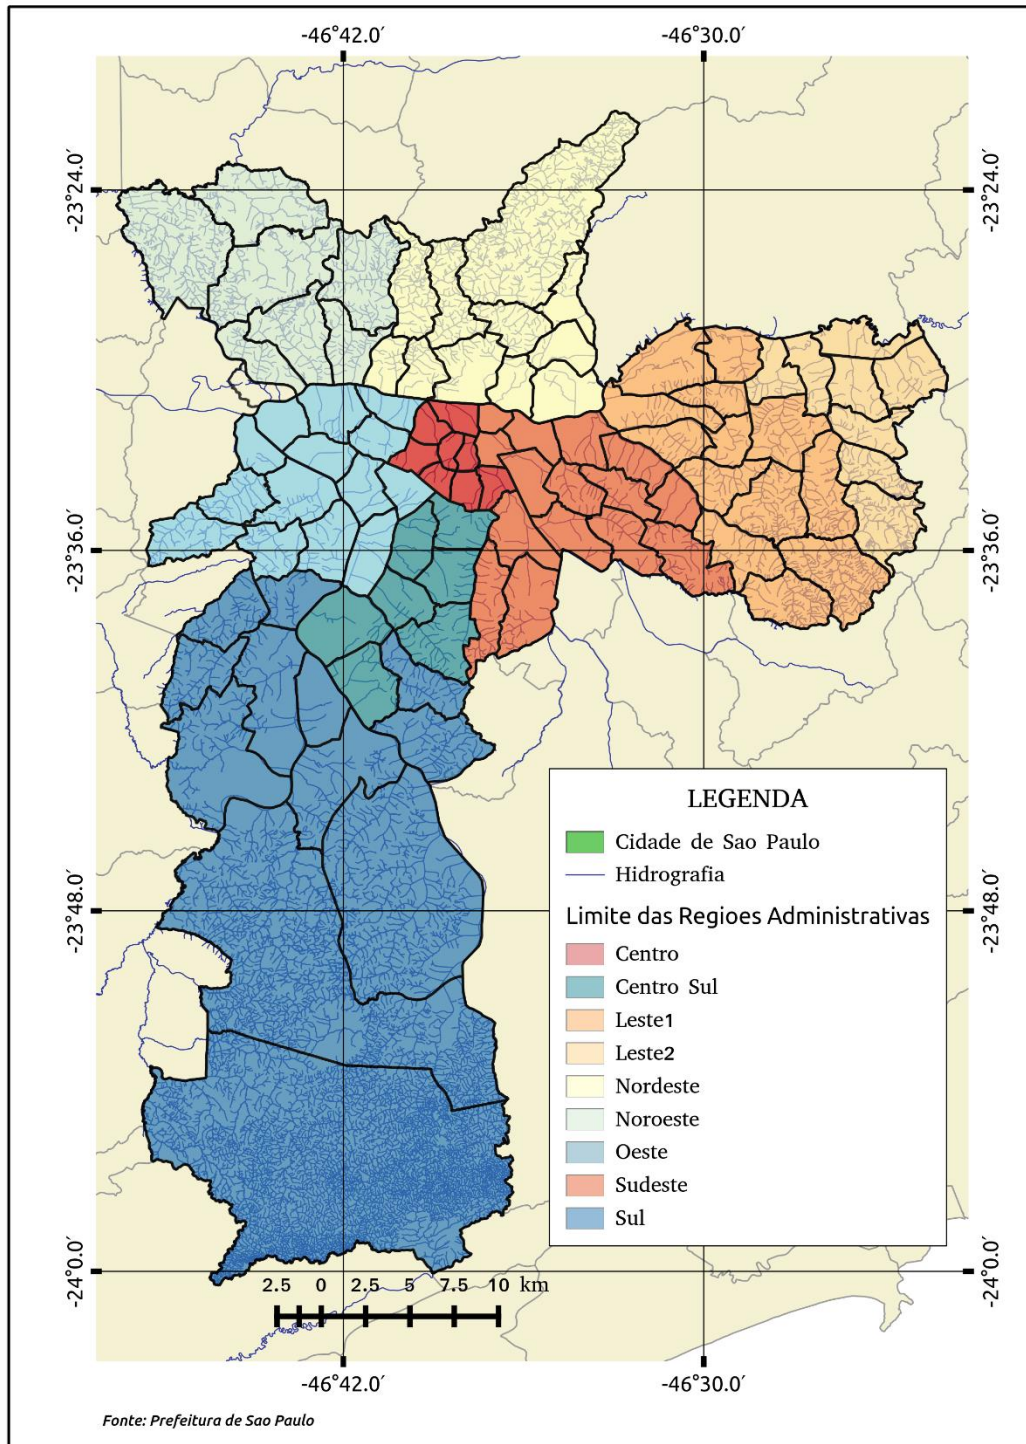 -46°42.0′ -46°30.0′
-23°24.0′ -23°24.0′
-23°36.0′ -23°36.0′
LEGENDA
Cidade de Sao Paulo
Hidrografia
-23°48.0′ -23°48.0′
Limite das Regioes Administrativas
Centro
Centro Sul
Leste1
Leste2
Nordeste
Noroeste
Oeste
Sudeste
Sul
-24°0.0′ -24°0.0′
2.5 0 2.5 5 7.5 10 km
-46°42.0′ -46°30.0′
Fonte: Prefeitura de Sao Paulo